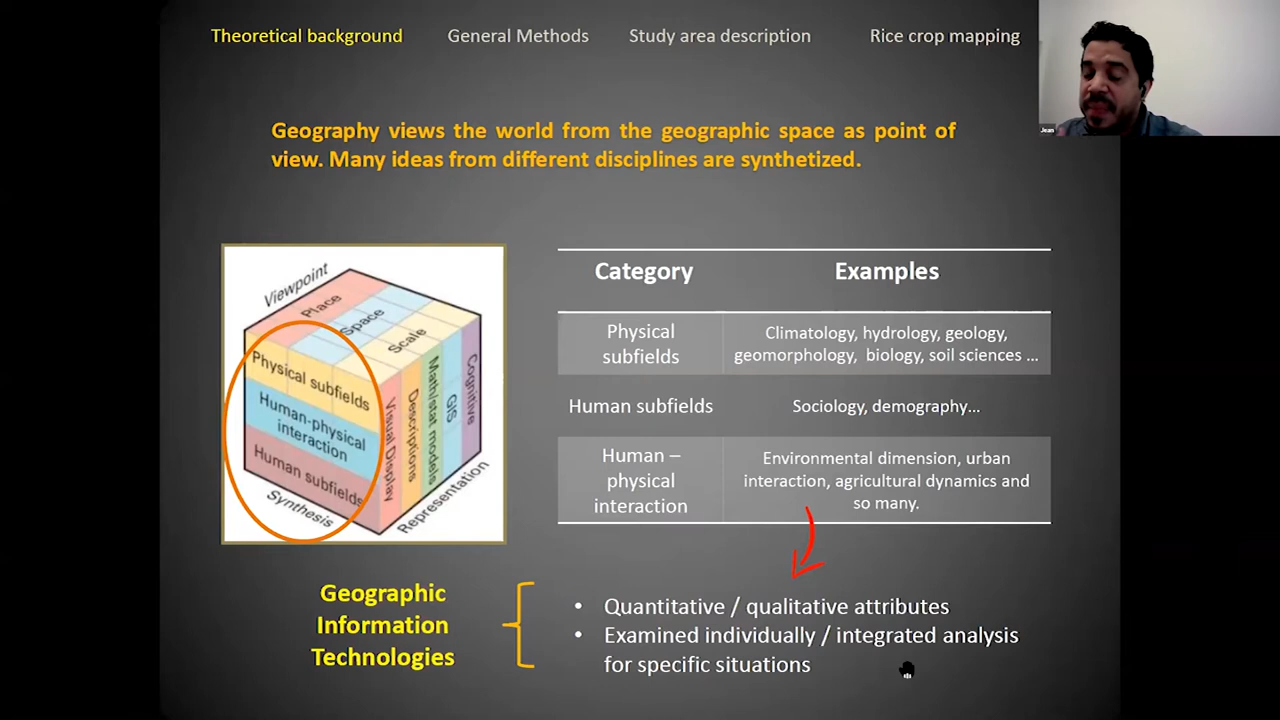 Theoretical background
General Methods
Study area description
Rice crop mapping
Jean
Geography views the world from the geographic space as point of
view. Many ideas from different disciplines are synthetized.
Viewpoint
Place
Space
Scale
Physical subfields
Human-physical
interaction
Human subfields
Synthesis
Visual Display
Descriptions
Math/stat models
GIS
Cognitive
Representation
Category
Examples
Physical
subfields
Climatology, hydrology, geology,
geomorphology, biology, soil sciences ...
Human subfields
Sociology, demography...
Human –
physical
interaction
Environmental dimension, urban
interaction, agricultural dynamics and
so many.
Geographic
Information
Technologies
• Quantitative / qualitative attributes
• Examined individually / integrated analysis
for specific situations